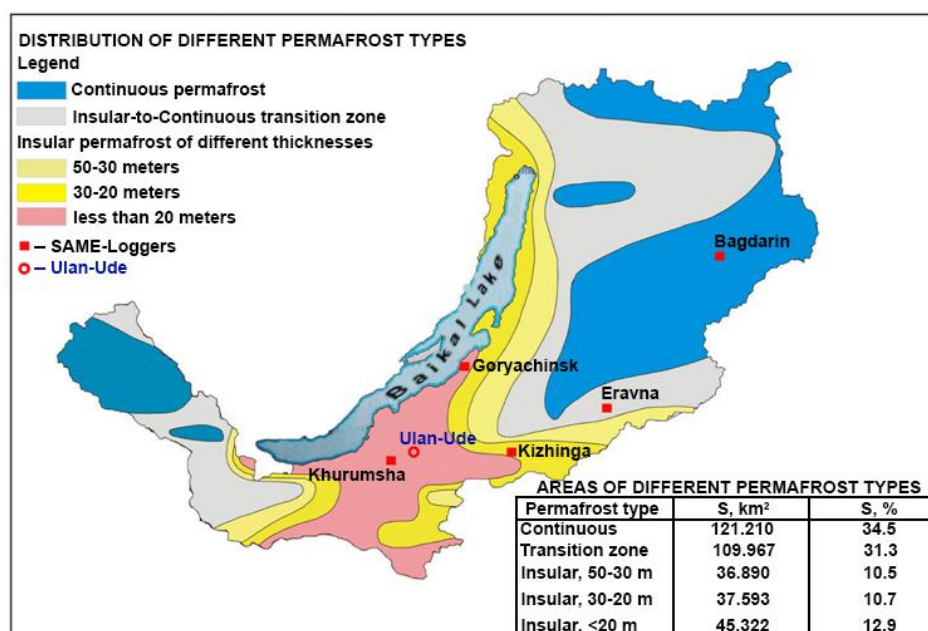 DISTRIBUTION OF DIFFERENT PERMAFROST TYPES
Legend
Continuous permafrost
Insular-to-Continuous transition zone
Insular permafrost of different thicknesses
50-30 meters
30-20 meters
less than 20 meters
– SAME-Loggers
– Ulan-Ude
Bagdarin
Baikal Lake
Goryachinsk
Eravna
Ulan-Ude
Kizhinga
Khurumsha
AREAS OF DIFFERENT PERMAFROST TYPES
Permafrost type S, km² S, %
Continuous 121.210 34.5
Transition zone 109.967 31.3
Insular, 50-30 m 36.890 10.5
Insular, 30-20 m 37.593 10.7
Insular, <20 m 45.322 12.9